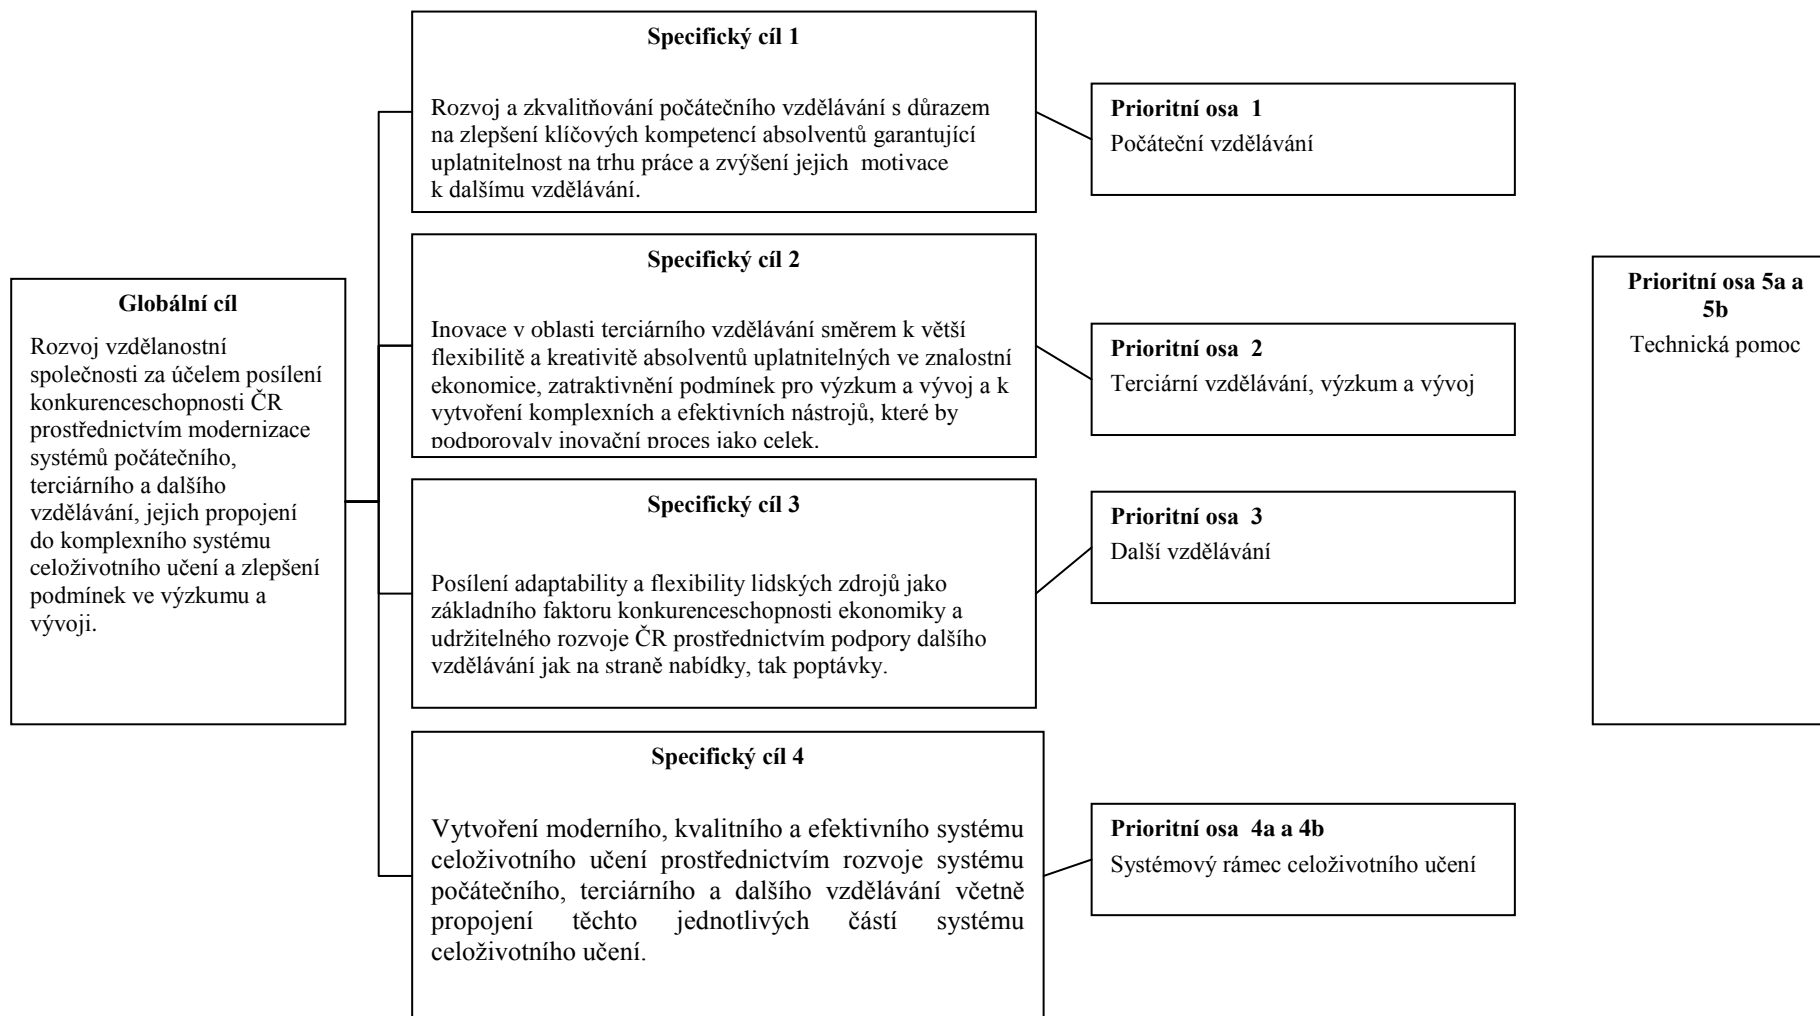 Globální cíl
Rozvoj vzdělanostní
společnosti za účelem posílení
konkurenceschopnosti ČR
prostřednictvím modernizace
systémů počátečního,
terciárního a dalšího
vzdělávání, jejich propojení
do komplexního systému
celoživotního učení a zlepšení
podmínek ve výzkumu a
vývoji.
Specifický cíl 1
Rozvoj a zkvalitňování počátečního vzdělávání s důrazem
na zlepšení klíčových kompetencí absolventů garantující
uplatnitelnost na trhu práce a zvýšení jejich motivace
k dalšímu vzdělávání.
Prioritní osa 1
Počáteční vzdělávání
Specifický cíl 2
Inovace v oblasti terciárního vzdělávání směrem k větší
flexibilitě a kreativitě absolventů uplatnitelných ve znalostní
ekonomice, zatraktivnění podmínek pro výzkum a vývoj a k
vytvoření komplexních a efektivních nástrojů, které by
podporovaly inovační proces jako celek.
Prioritní osa 2
Terciární vzdělávání, výzkum a vývoj
Specifický cíl 3
Posílení adaptability a flexibility lidských zdrojů jako
základního faktoru konkurenceschopnosti ekonomiky a
udržitelného rozvoje ČR prostřednictvím podpory dalšího
vzdělávání jak na straně nabídky, tak poptávky.
Prioritní osa 3
Další vzdělávání
Specifický cíl 4
Vytvoření moderního, kvalitního a efektivního systému
celoživotního učení prostřednictvím rozvoje systému
počátečního, terciárního a dalšího vzdělávání včetně
propojení těchto jednotlivých částí systému
celoživotního učení.
Prioritní osa 4a a 4b
Systémový rámec celoživotního učení
Prioritní osa 5a a
5b
Technická pomoc